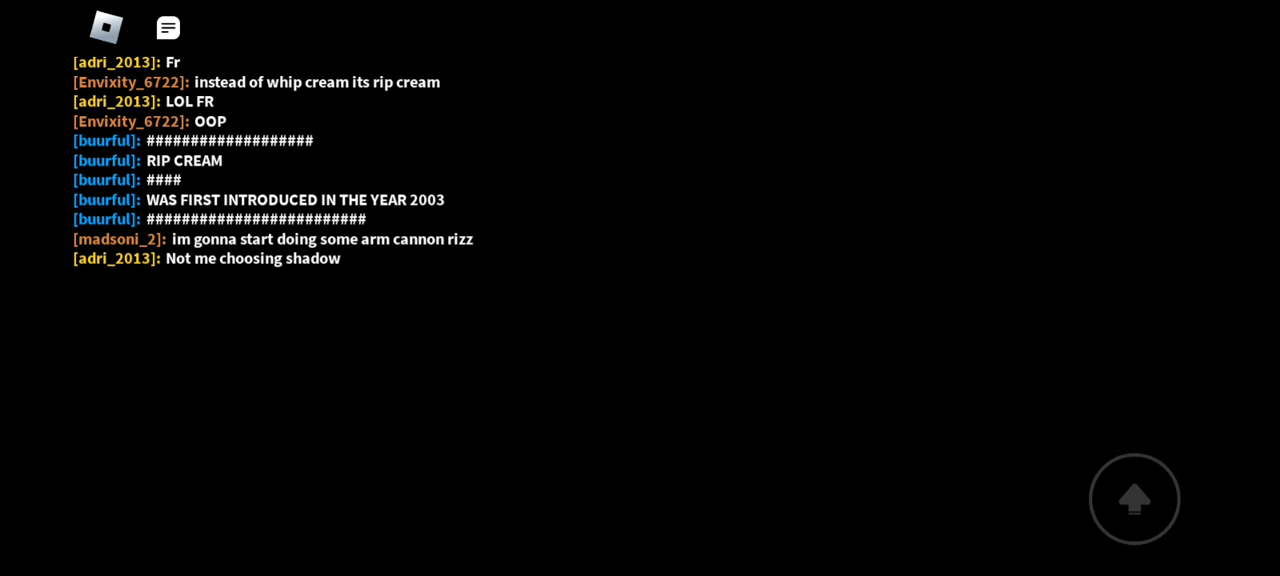 [adri_2013]: Fr
[Envixity_6722]: instead of whip cream its rip cream
[adri_2013]: LOL FR
[Envixity_6722]: OOP
[buurful]: ###################
[buurful]: RIP CREAM
[buurful]: ####
[buurful]: WAS FIRST INTRODUCED IN THE YEAR 2003
[buurful]: #########################
[madsoni_2]: im gonna start doing some arm cannon rizz
[adri_2013]: Not me choosing shadow